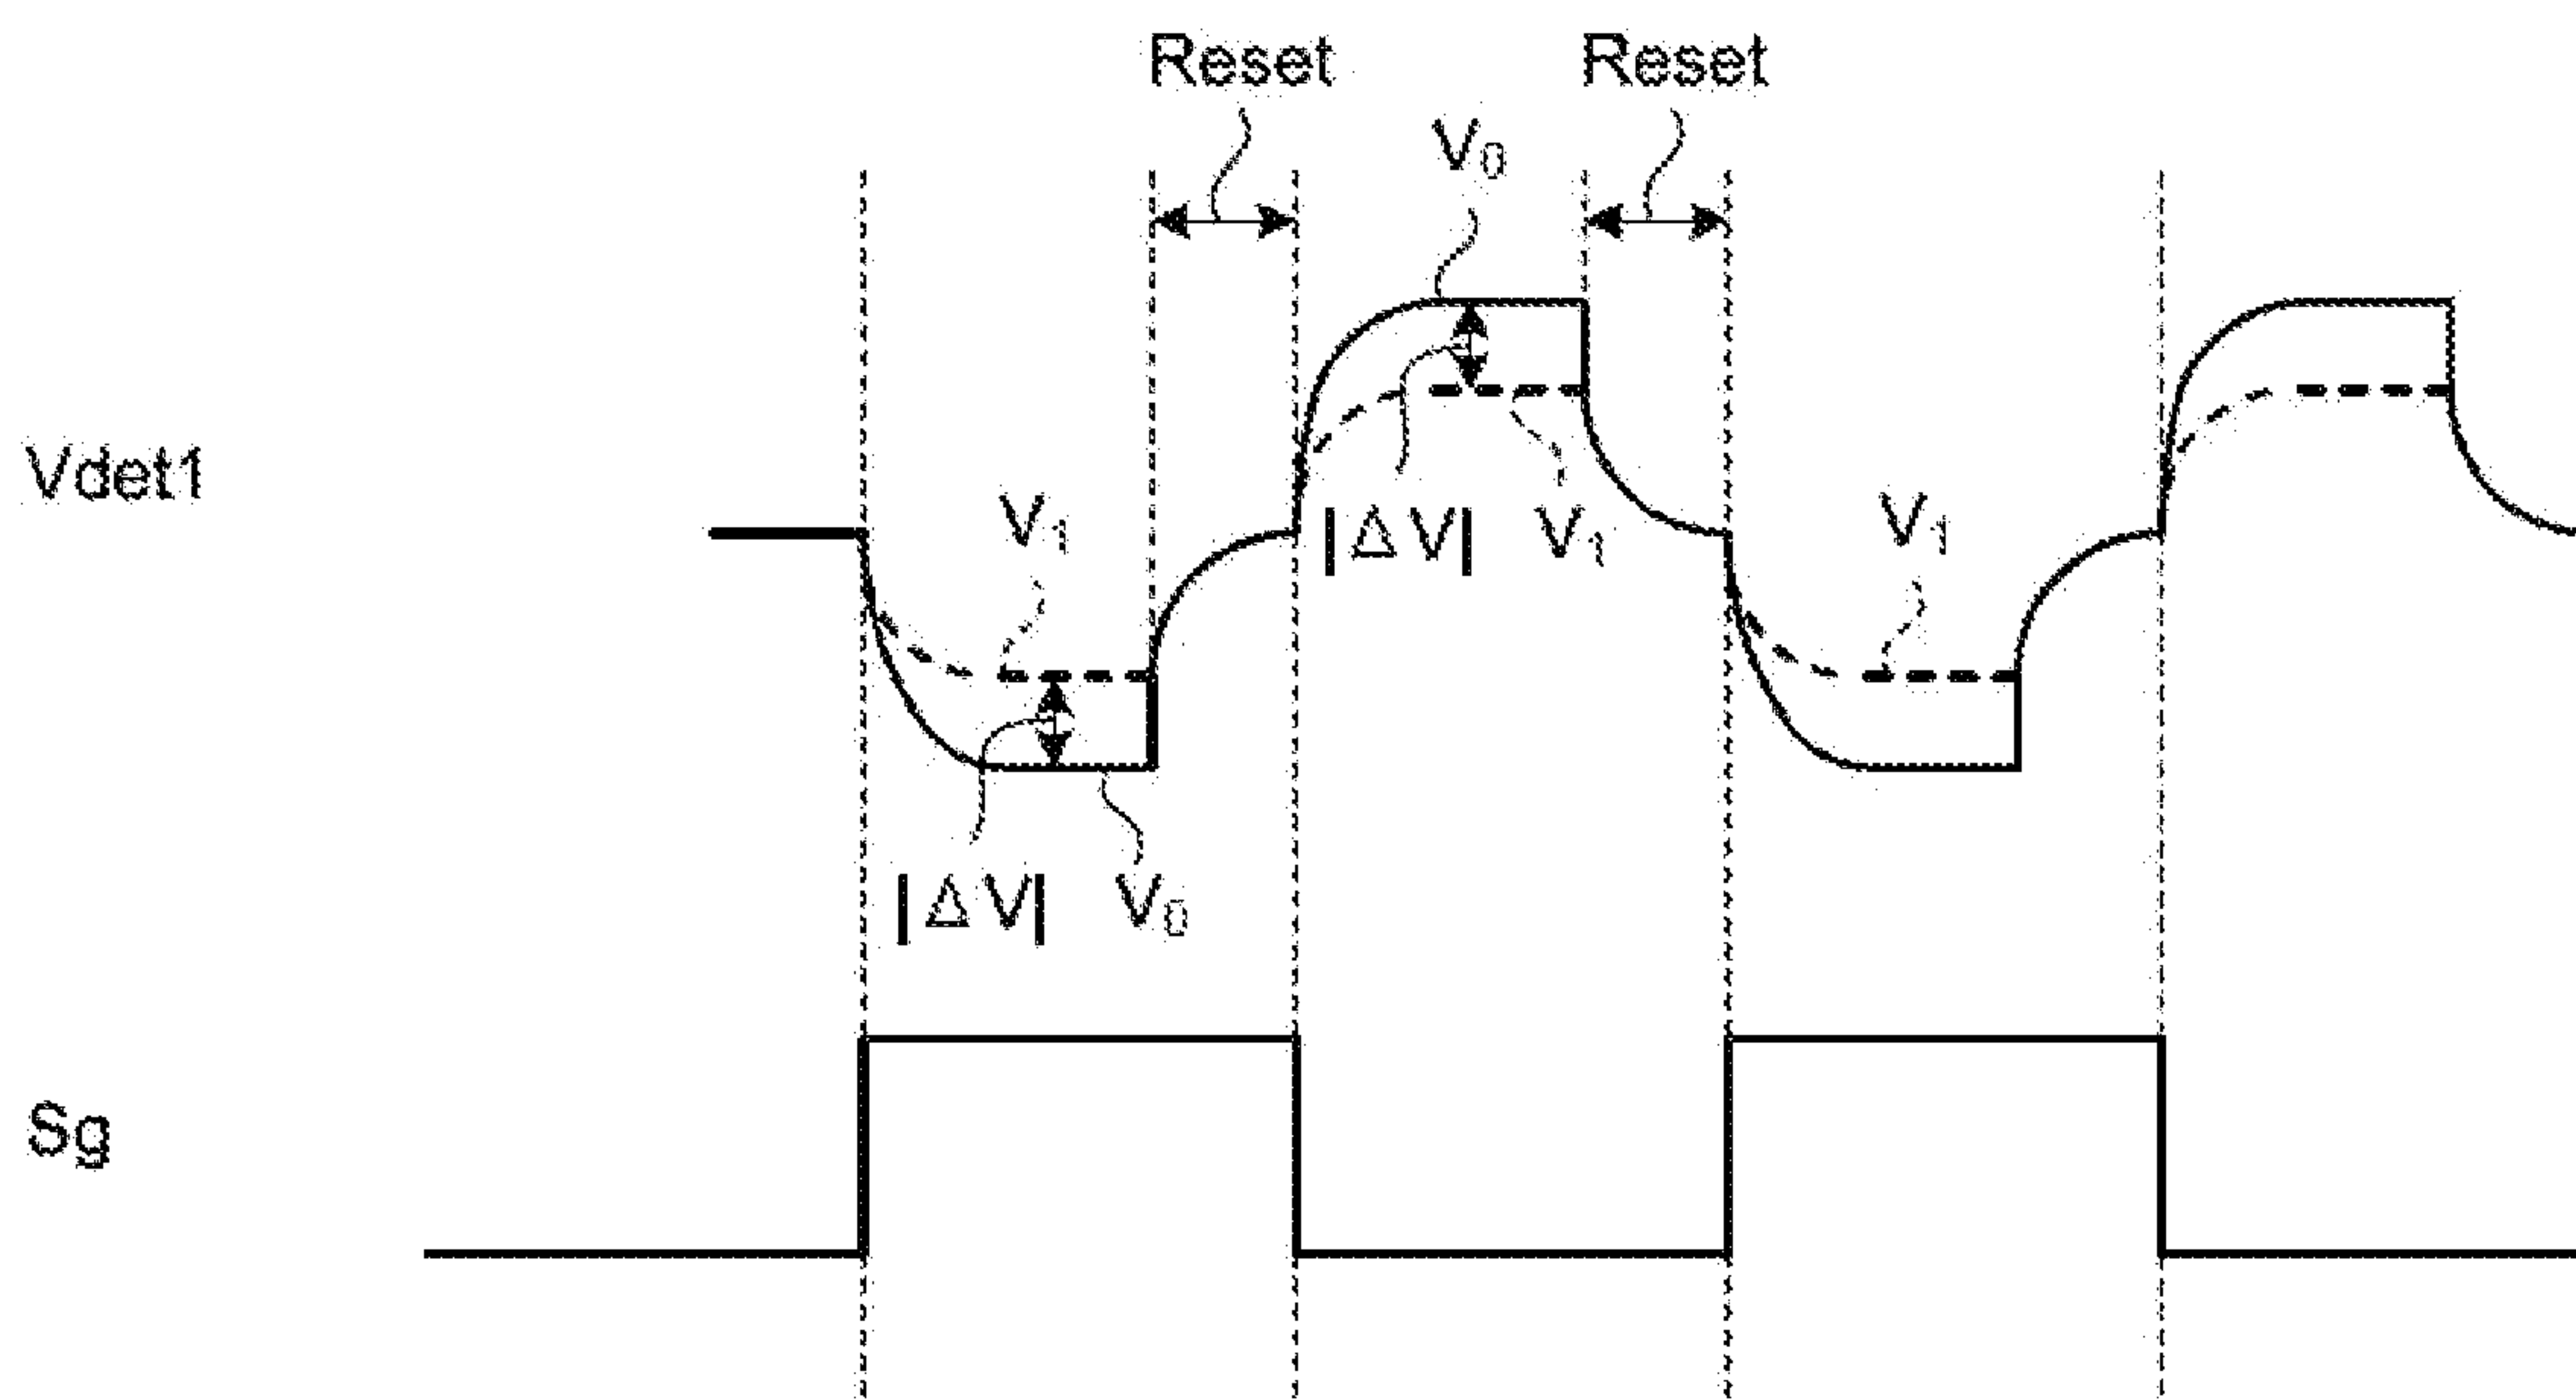 Reset Reset
V₀
Vdet1
V₁ |ΔV| V₁ V₁
|ΔV| V₀
Sg